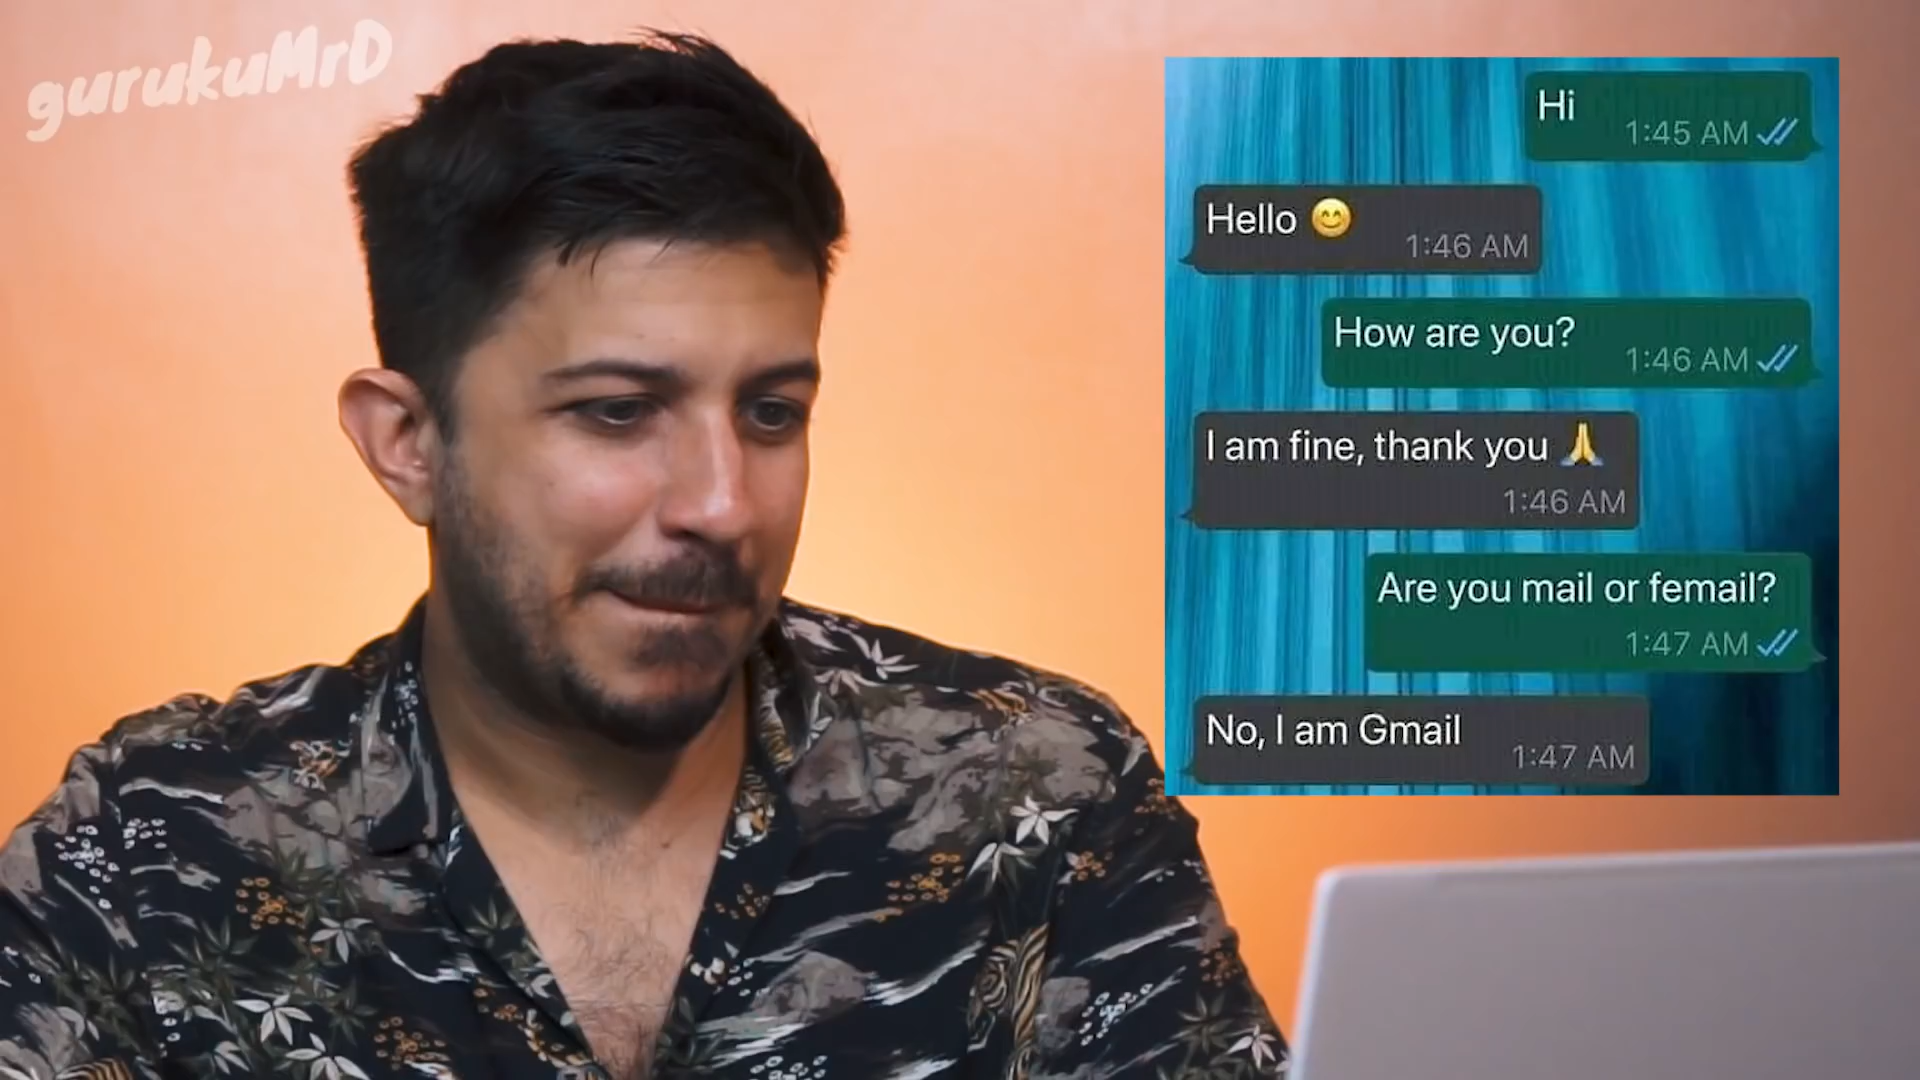 gurukuMrD
Hi
1:45 AM
Hello 😊
1:46 AM
How are you?
1:46 AM
I am fine, thank you 🙏
1:46 AM
Are you mail or femail?
1:47 AM
No, I am Gmail
1:47 AM